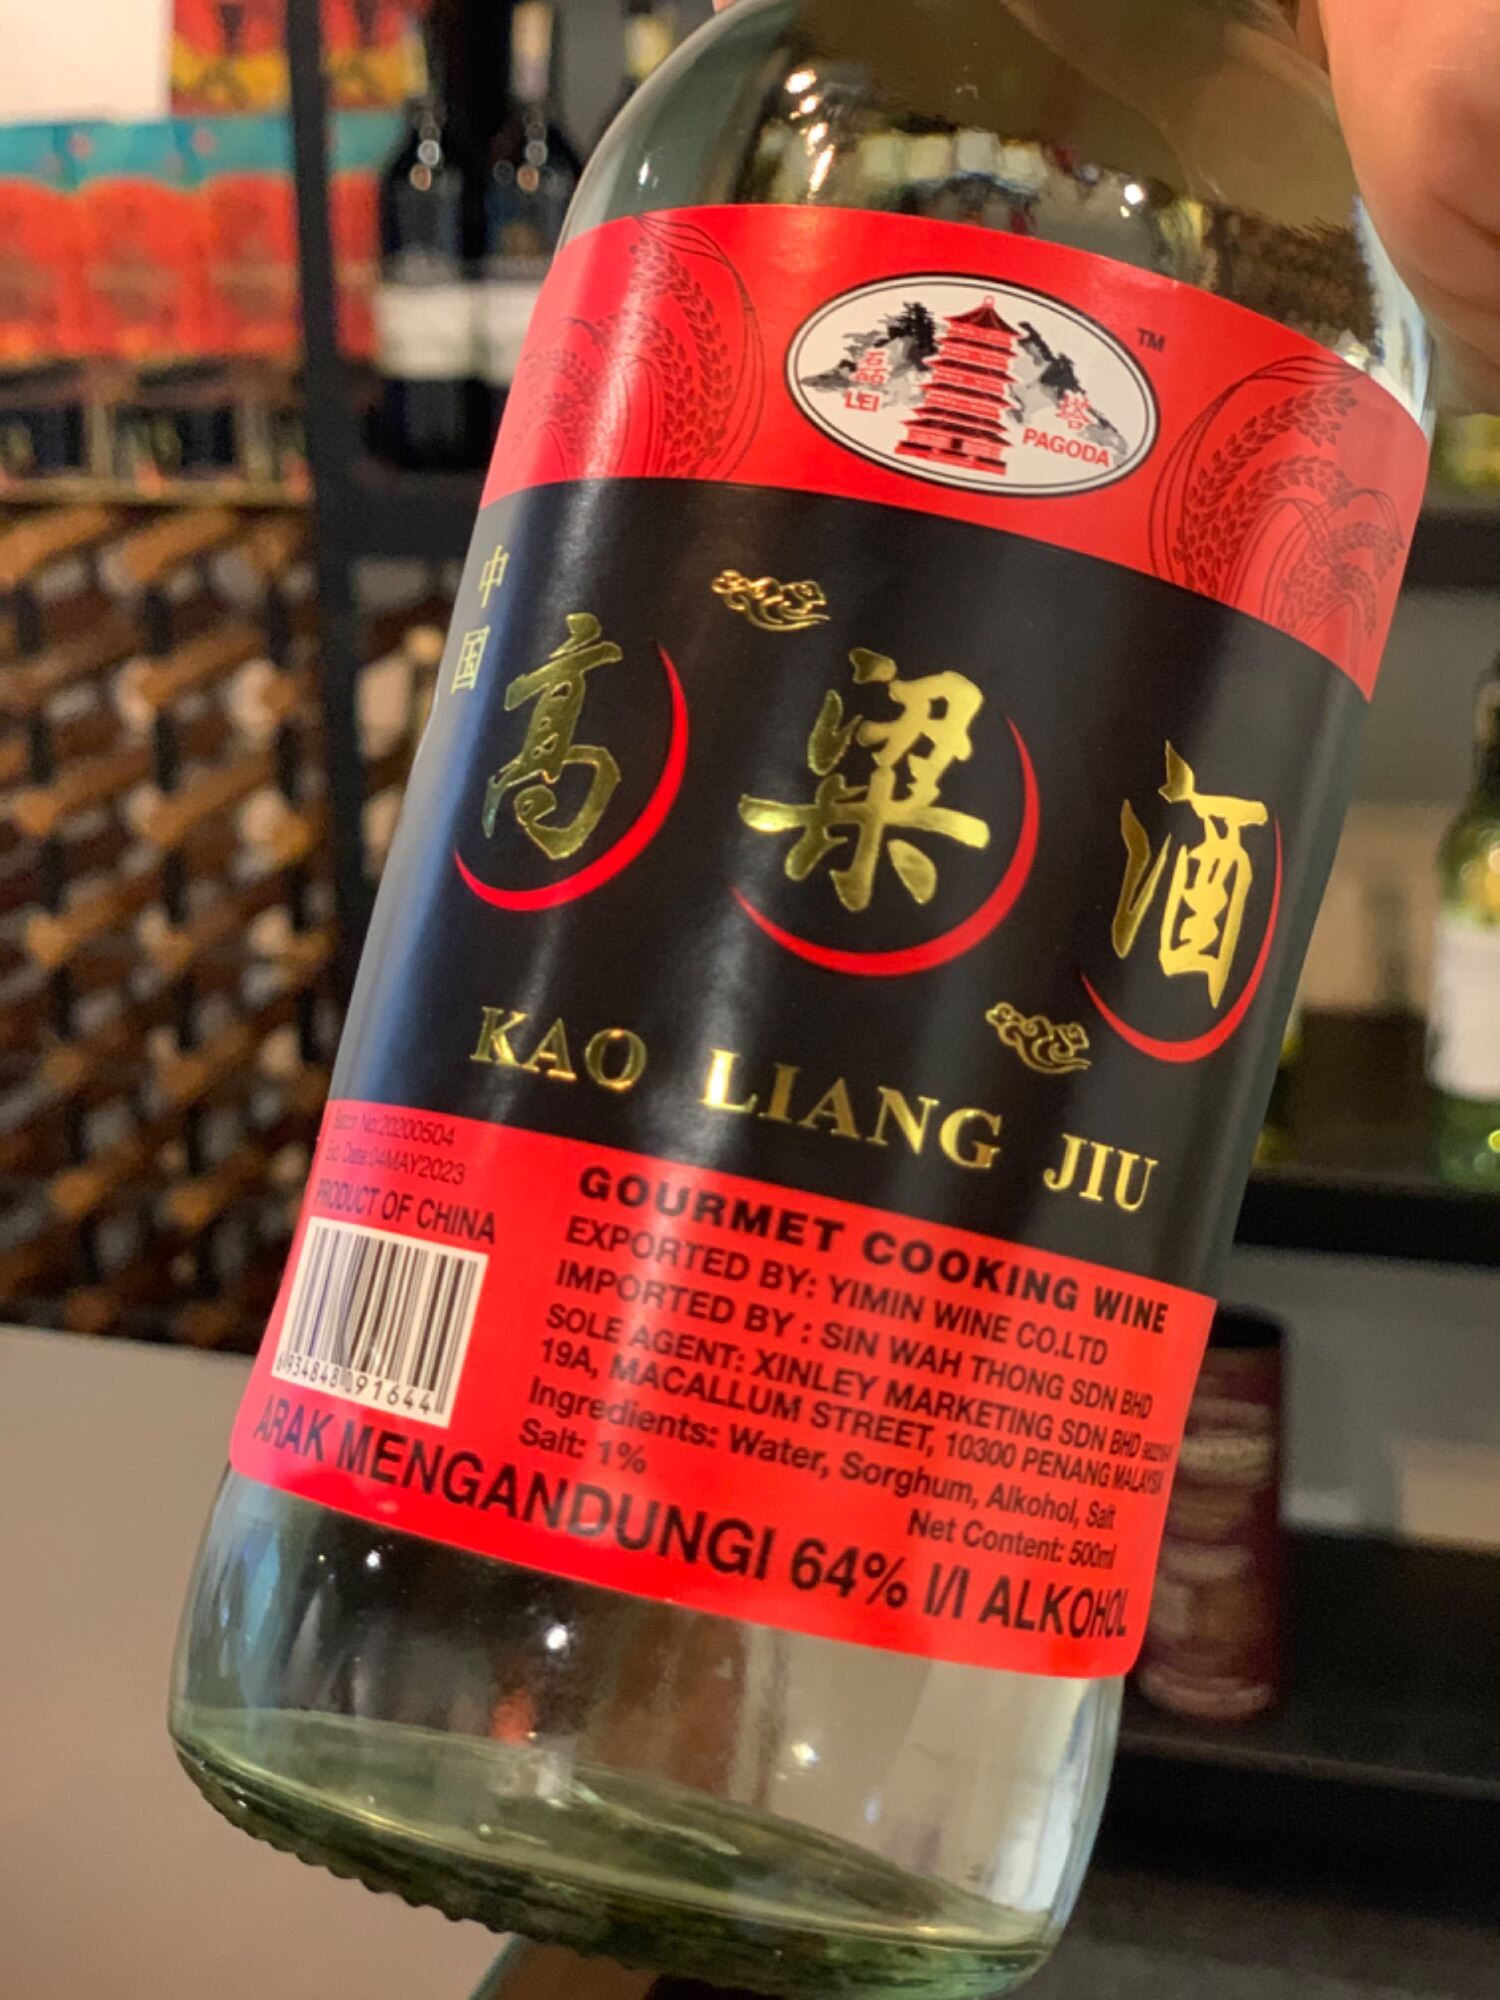 TM
磊
LEI
塔
PAGODA
中国
高粱酒
KAO LIANG JIU
Batch No:20200504
Exp Date:04MAY2023
PRODUCT OF CHINA
6934848091644
GOURMET COOKING WINE
EXPORTED BY: YIMIN WINE CO.LTD
IMPORTED BY : SIN WAH THONG SDN BHD
SOLE AGENT: XINLEY MARKETING SDN BHD
19A, MACALLUM STREET, 10300 PENANG MALAYSIA
Ingredients: Water, Sorghum, Alkohol, Salt
Salt: 1%
Net Content: 500ml
ARAK MENGANDUNGI 64% I/I ALKOHOL